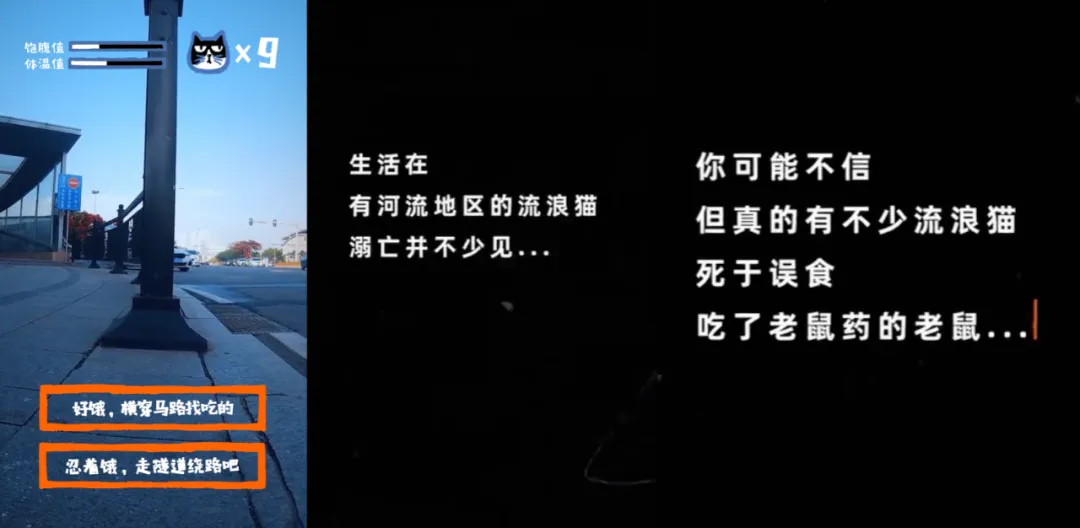 饱腹值
体温值
×9
好饿，横穿马路找吃的
忍着饿，走隧道绕路吧
生活在
有河流地区的流浪猫
溺亡并不少见...
你可能不信
但真的有不少流浪猫
死于误食
吃了老鼠药的老鼠...